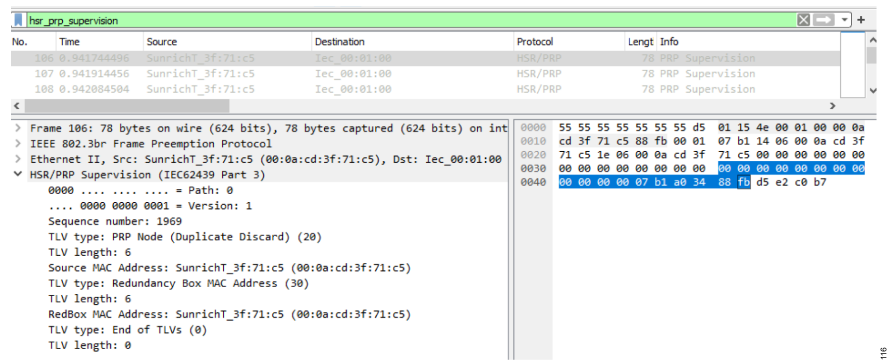 hsr_prp_supervision
No. Time Source Destination Protocol Lengt Info
106 0.941744496 SunrichT_3f:71:c5 Iec_00:01:00 HSR/PRP 78 PRP Supervision
107 0.941914456 SunrichT_3f:71:c5 Iec_00:01:00 HSR/PRP 78 PRP Supervision
108 0.942084504 SunrichT_3f:71:c5 Iec_00:01:00 HSR/PRP 78 PRP Supervision
Frame 106: 78 bytes on wire (624 bits), 78 bytes captured (624 bits) on int
IEEE 802.3br Frame Preemption Protocol
Ethernet II, Src: SunrichT_3f:71:c5 (00:0a:cd:3f:71:c5), Dst: Iec_00:01:00
HSR/PRP Supervision (IEC62439 Part 3)
0000 .... .... .... = Path: 0
.... 0000 0000 0001 = Version: 1
Sequence number: 1969
TLV type: PRP Node (Duplicate Discard) (20)
TLV length: 6
Source MAC Address: SunrichT_3f:71:c5 (00:0a:cd:3f:71:c5)
TLV type: Redundancy Box MAC Address (30)
TLV length: 6
RedBox MAC Address: SunrichT_3f:71:c5 (00:0a:cd:3f:71:c5)
TLV type: End of TLVs (0)
TLV length: 0
0000 55 55 55 55 55 55 55 d5 01 15 4e 00 01 00 00 0a
0010 cd 3f 71 c5 88 fb 00 01 07 b1 14 06 00 0a cd 3f
0020 71 c5 1e 06 00 0a cd 3f 71 c5 00 00 00 00 00 00
0030 00 00 00 00 00 00 00 00 00 00 00 00 00 00 00 00
0040 00 00 00 00 07 b1 a0 34 88 fb d5 e2 c0 b7
116